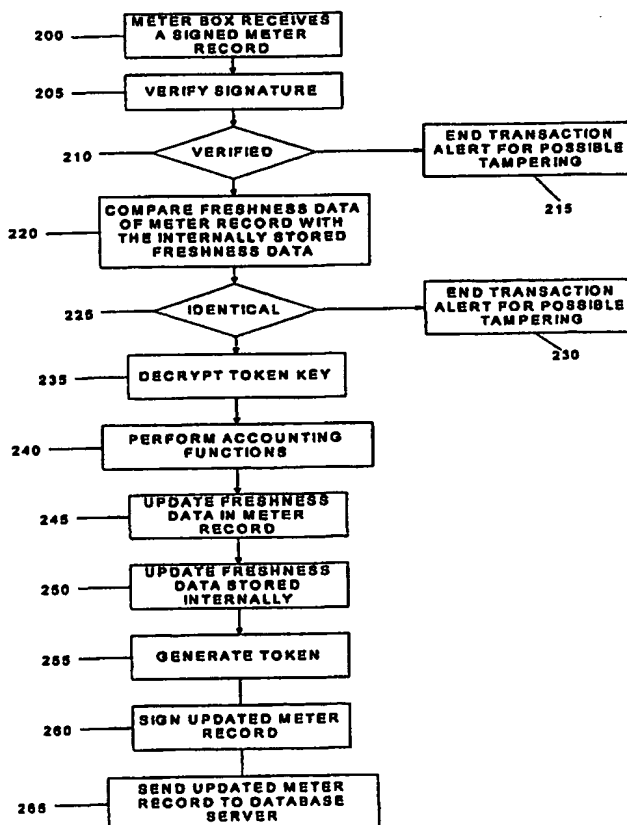 200
METER BOX RECEIVES
A SIGNED METER
RECORD
205
VERIFY SIGNATURE
210
VERIFIED
END TRANSACTION
ALERT FOR POSSIBLE
TAMPERING
215
220
COMPARE FRESHNESS DATA
OF METER RECORD WITH
THE INTERNALLY STORED
FRESHNESS DATA
225
IDENTICAL
END TRANSACTION
ALERT FOR POSSIBLE
TAMPERING
230
235
DECRYPT TOKEN KEY
240
PERFORM ACCOUNTING
FUNCTIONS
245
UPDATE FRESHNESS
DATA IN METER
RECORD
250
UPDATE FRESHNESS
DATA STORED
INTERNALLY
255
GENERATE TOKEN
260
SIGN UPDATED METER
RECORD
265
SEND UPDATED METER
RECORD TO DATABASE
SERVER